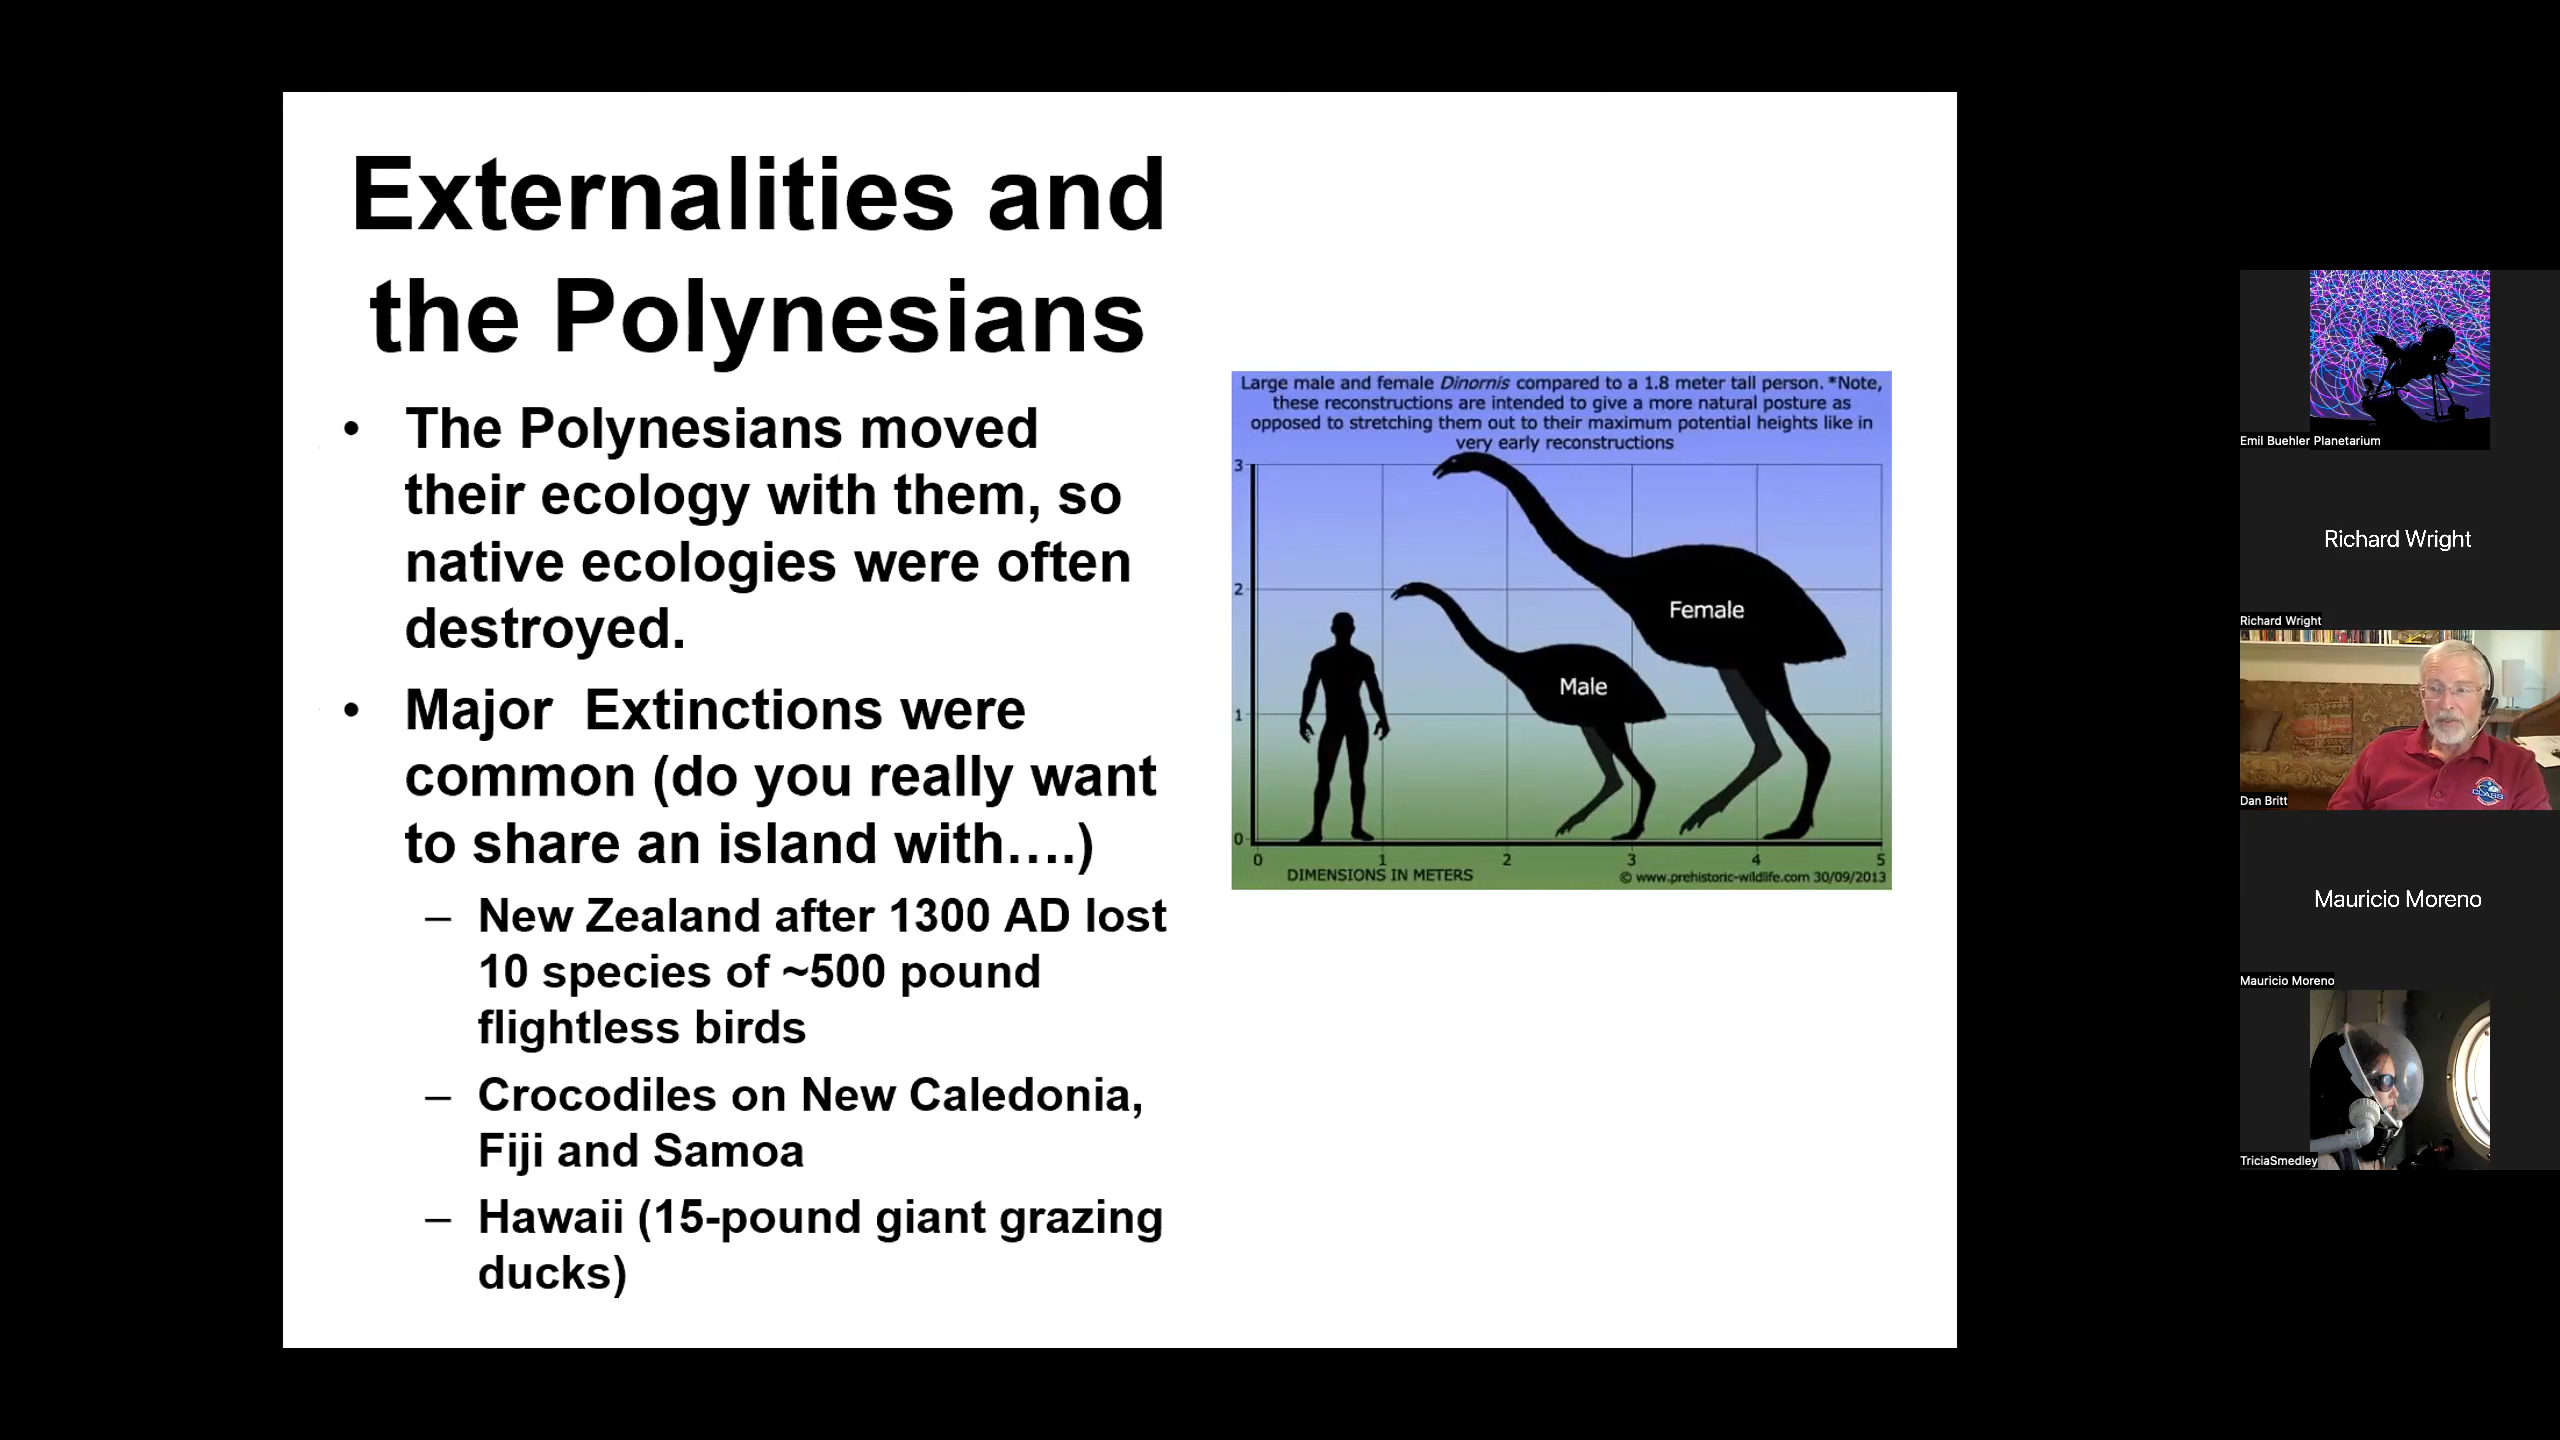 Externalities and
the Polynesians
• The Polynesians moved
their ecology with them, so
native ecologies were often
destroyed.
• Major  Extinctions were
common (do you really want
to share an island with….)
– New Zealand after 1300 AD lost
10 species of ~500 pound
flightless birds
– Crocodiles on New Caledonia,
Fiji and Samoa
– Hawaii (15-pound giant grazing
ducks)
Large male and female Dinornis compared to a 1.8 meter tall person. *Note,
these reconstructions are intended to give a more natural posture as
opposed to stretching them out to their maximum potential heights like in
very early reconstructions
3
2
1
0
Female
Male
0 1 2 3 4 5
DIMENSIONS IN METERS
© www.prehistoric-wildlife.com 30/09/2013
Emil Buehler Planetarium
Richard Wright
Richard Wright
CLASS
Dan Britt
Mauricio Moreno
Mauricio Moreno
TriciaSmedley